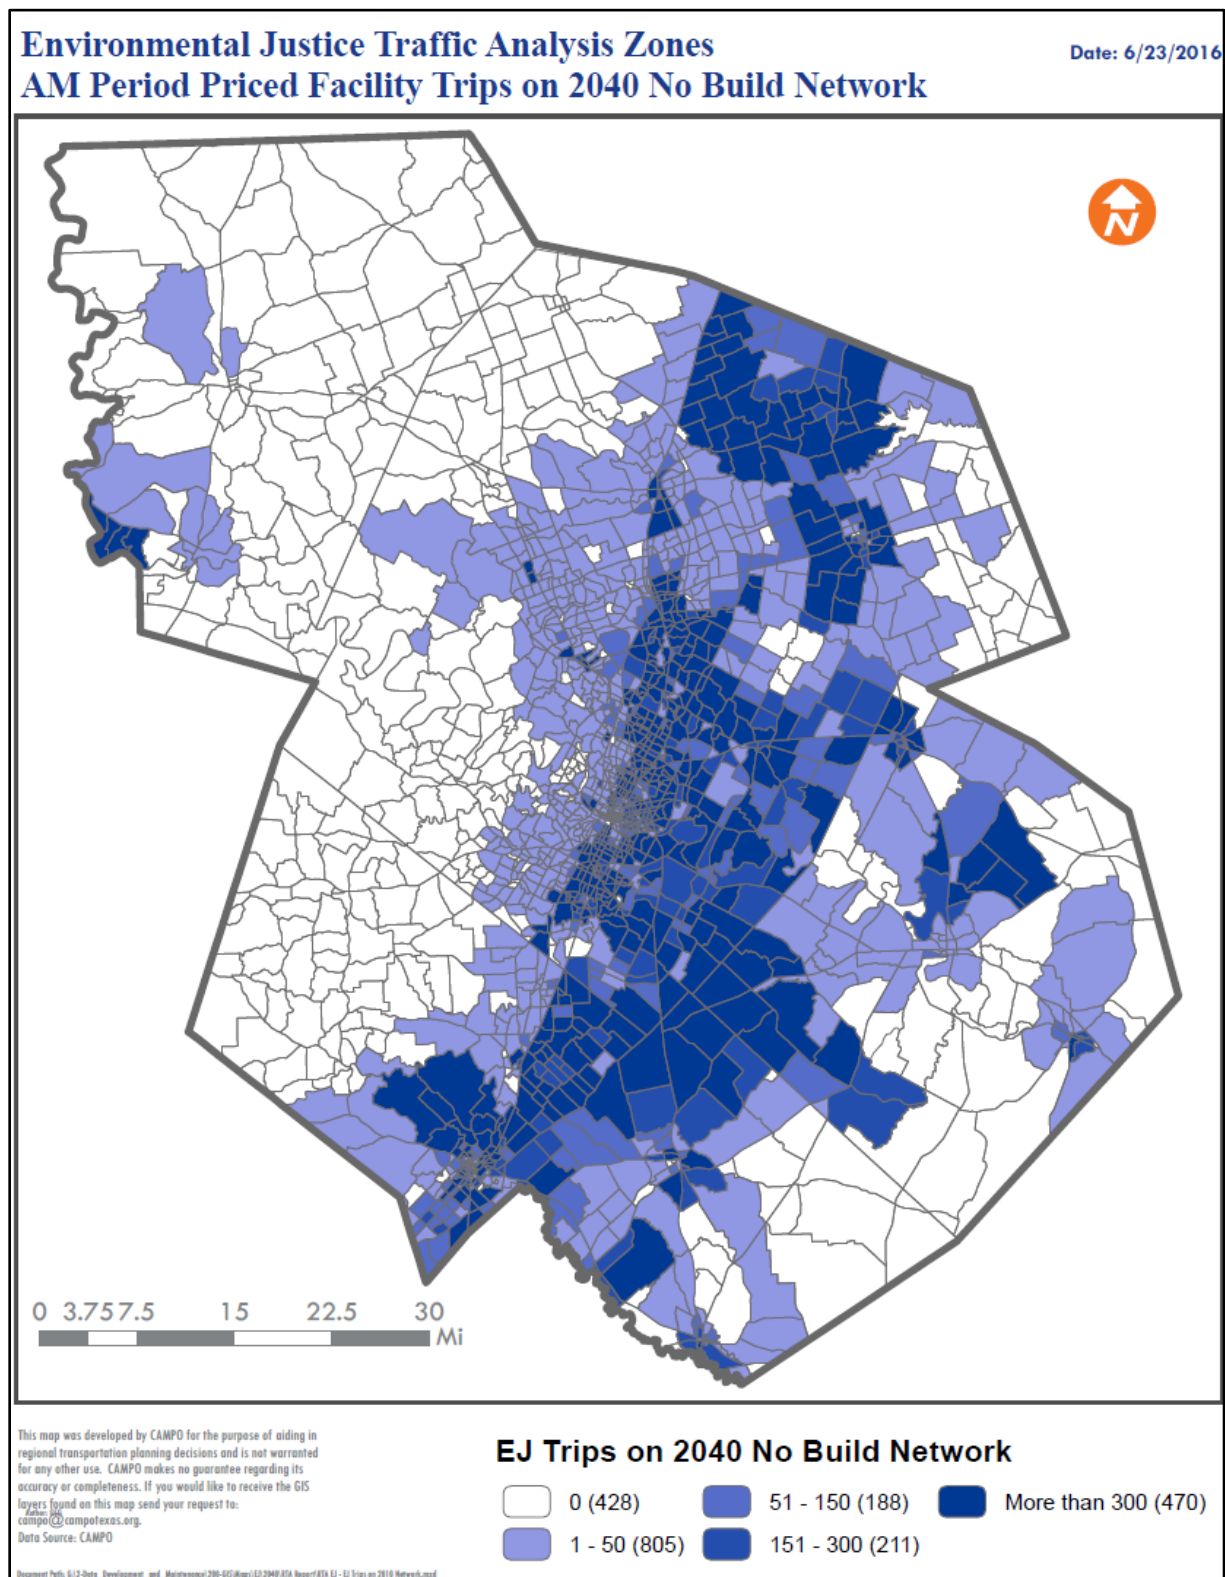 Environmental Justice Traffic Analysis Zones
Date: 6/23/2016
AM Period Priced Facility Trips on 2040 No Build Network
N
0 3.75 7.5 15 22.5 30
Mi
This map was developed by CAMPO for the purpose of aiding in
regional transportation planning decisions and is not warranted
for any other use. CAMPO makes no guarantee regarding its
accuracy or completeness. If you would like to receive the GIS
layers found on this map send your request to:
campo@campotexas.org.
Data Source: CAMPO
EJ Trips on 2040 No Build Network
0 (428)
51 - 150 (188)
More than 300 (470)
1 - 50 (805)
151 - 300 (211)